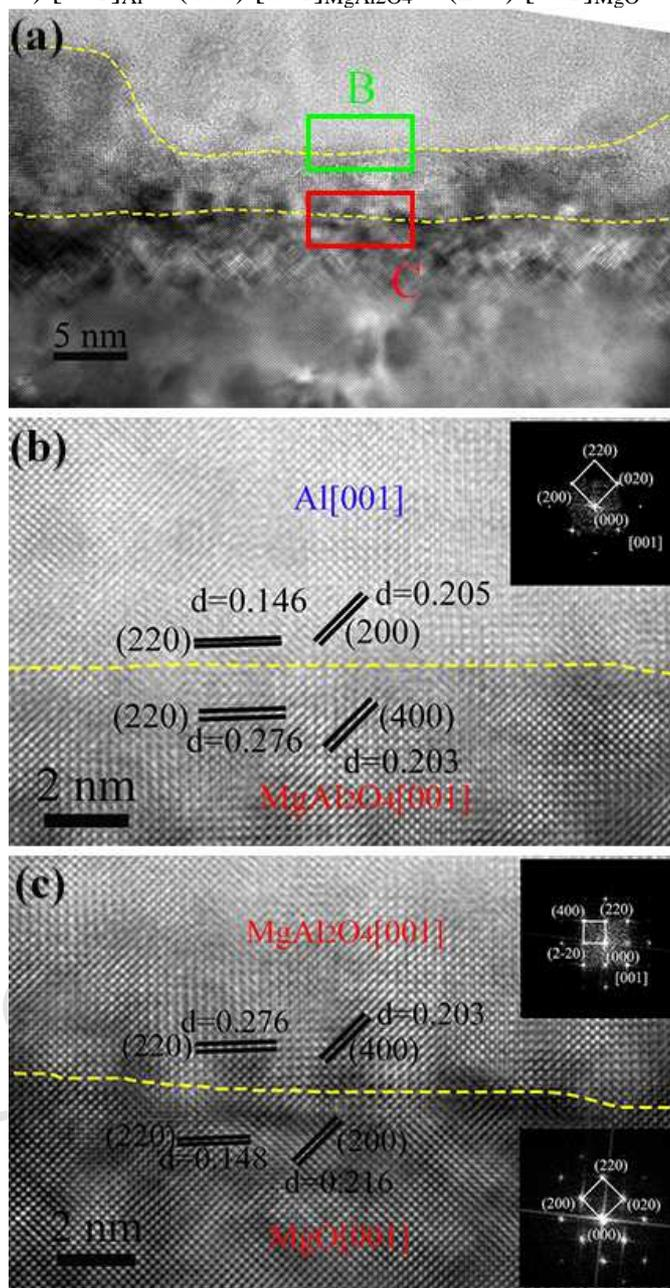 (a)
B
C
5 nm
(b)
Al[001]
(220)
(200)
(020)
(000)
[001]
d=0.146
d=0.205
(220)
(200)
(220)
(400)
d=0.276
d=0.203
2 nm
MgAl2O4[001]
(c)
MgAl2O4[001]
(400)
(220)
(2-20)
(000)
[001]
d=0.276
d=0.203
(220)
(400)
(220)
(200)
d=0.148
d=0.216
2 nm
MgO[001]
(220)
(200)
(020)
(000)